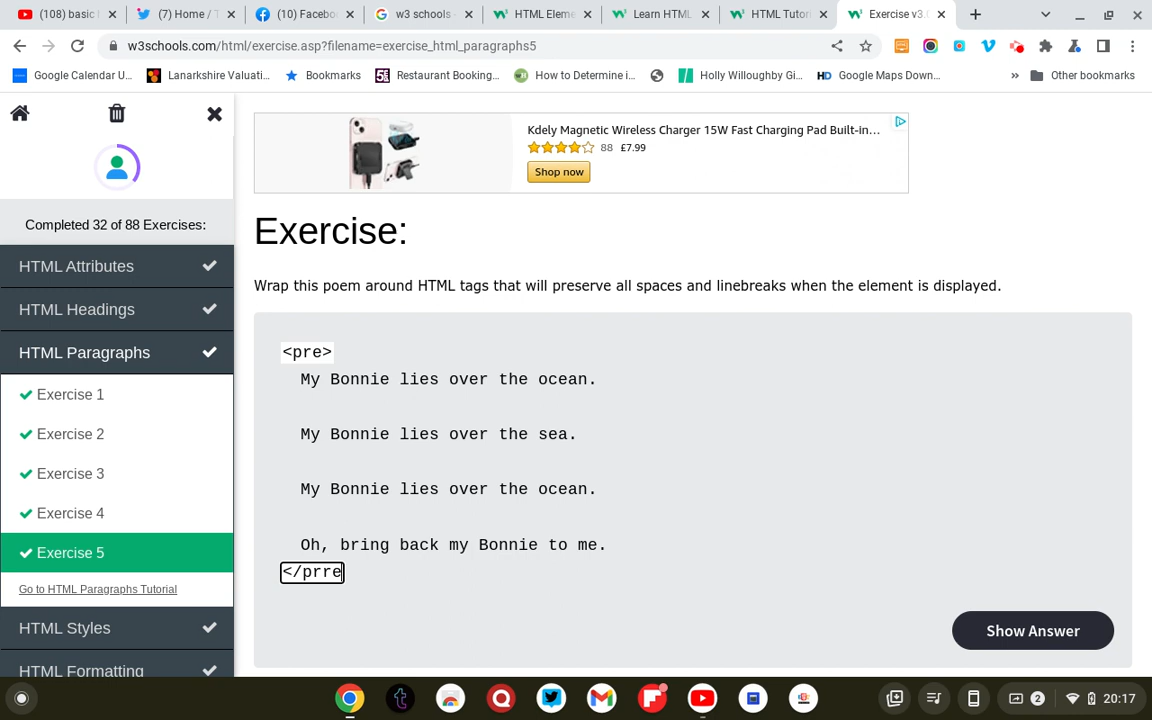 (108) basic
(7) Home / T
(10) Facebo
w3 schools -
HTML Eleme
Learn HTML
HTML Tutori
Exercise v3.0
w3schools.com/html/exercise.asp?filename=exercise_html_paragraphs5
Google Calendar U...
Lanarkshire Valuati...
Bookmarks
Restaurant Booking...
How to Determine i...
Holly Willoughby Gi...
HD Google Maps Down...
» Other bookmarks
Kdely Magnetic Wireless Charger 15W Fast Charging Pad Built-in...
88 £7.99
Shop now
Completed 32 of 88 Exercises:
HTML Attributes
HTML Headings
HTML Paragraphs
Exercise 1
Exercise 2
Exercise 3
Exercise 4
Exercise 5
Go to HTML Paragraphs Tutorial
HTML Styles
HTML Formatting
Exercise:
Wrap this poem around HTML tags that will preserve all spaces and linebreaks when the element is displayed.
<pre>
My Bonnie lies over the ocean.
My Bonnie lies over the sea.
My Bonnie lies over the ocean.
Oh, bring back my Bonnie to me.
</prre
Show Answer
2
20:17